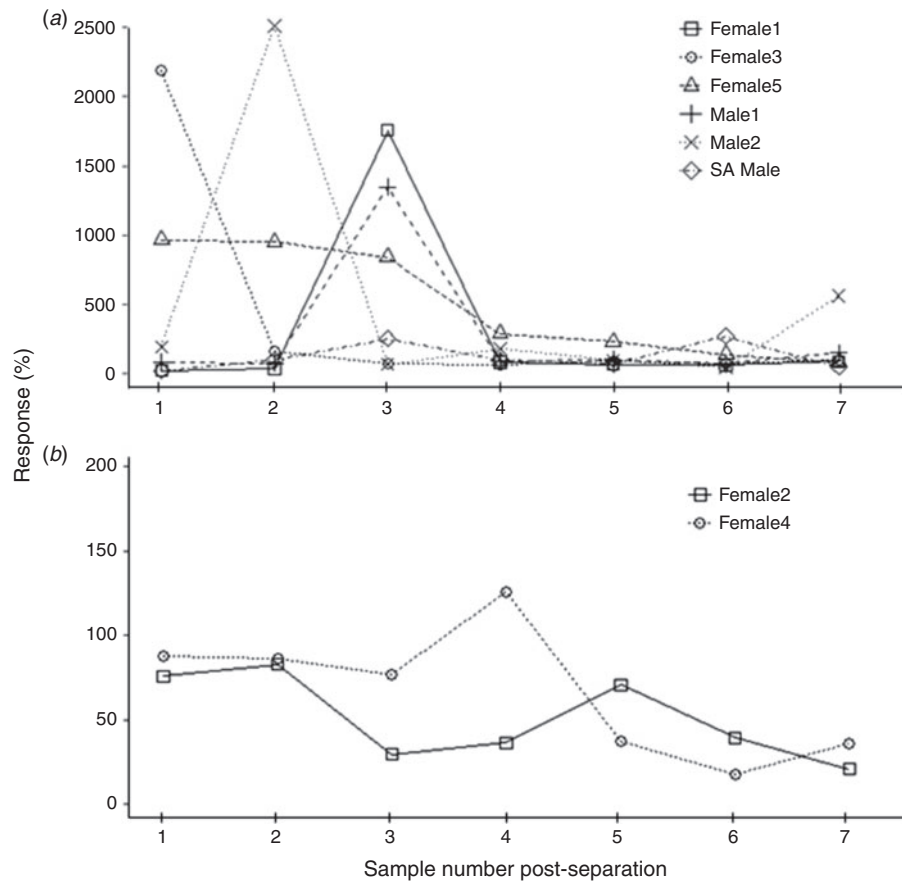 (a)
2500
2000
1500
1000
500
0
1 2 3 4 5 6 7
Female1
Female3
Female5
Male1
Male2
SA Male
Response (%)
(b)
200
150
100
50
0
1 2 3 4 5 6 7
Female2
Female4
Sample number post-separation